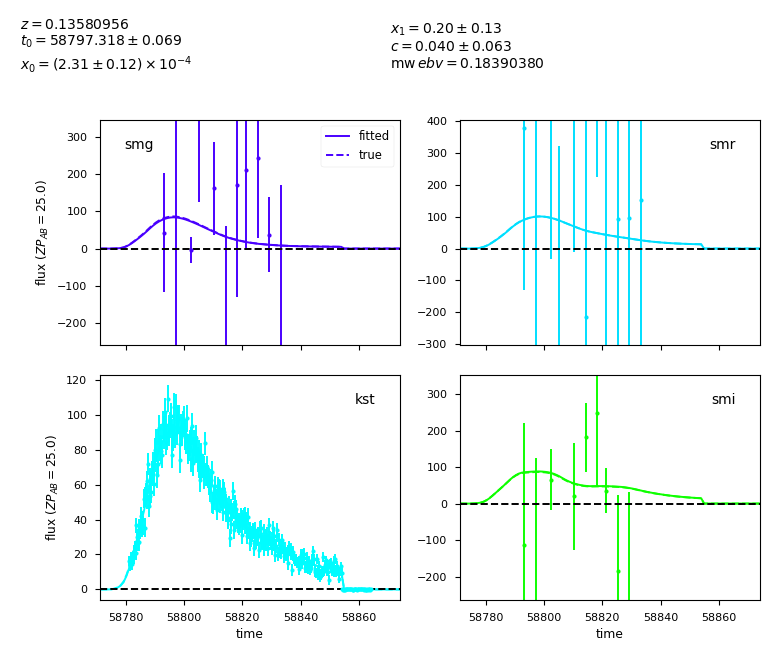 z = 0.13580956
t₀ = 58797.318 ± 0.069
x₀ = (2.31 ± 0.12) × 10⁻⁴
x₁ = 0.20 ± 0.13
c = 0.040 ± 0.063
mw ebv = 0.18390380
smg
fitted
true
300
200
100
0
−100
−200
flux (ZP_AB = 25.0)
smr
400
300
200
100
0
−100
−200
−300
kst
120
100
80
60
40
20
0
flux (ZP_AB = 25.0)
58780 58800 58820 58840 58860
time
smi
300
200
100
0
−100
−200
58780 58800 58820 58840 58860
time